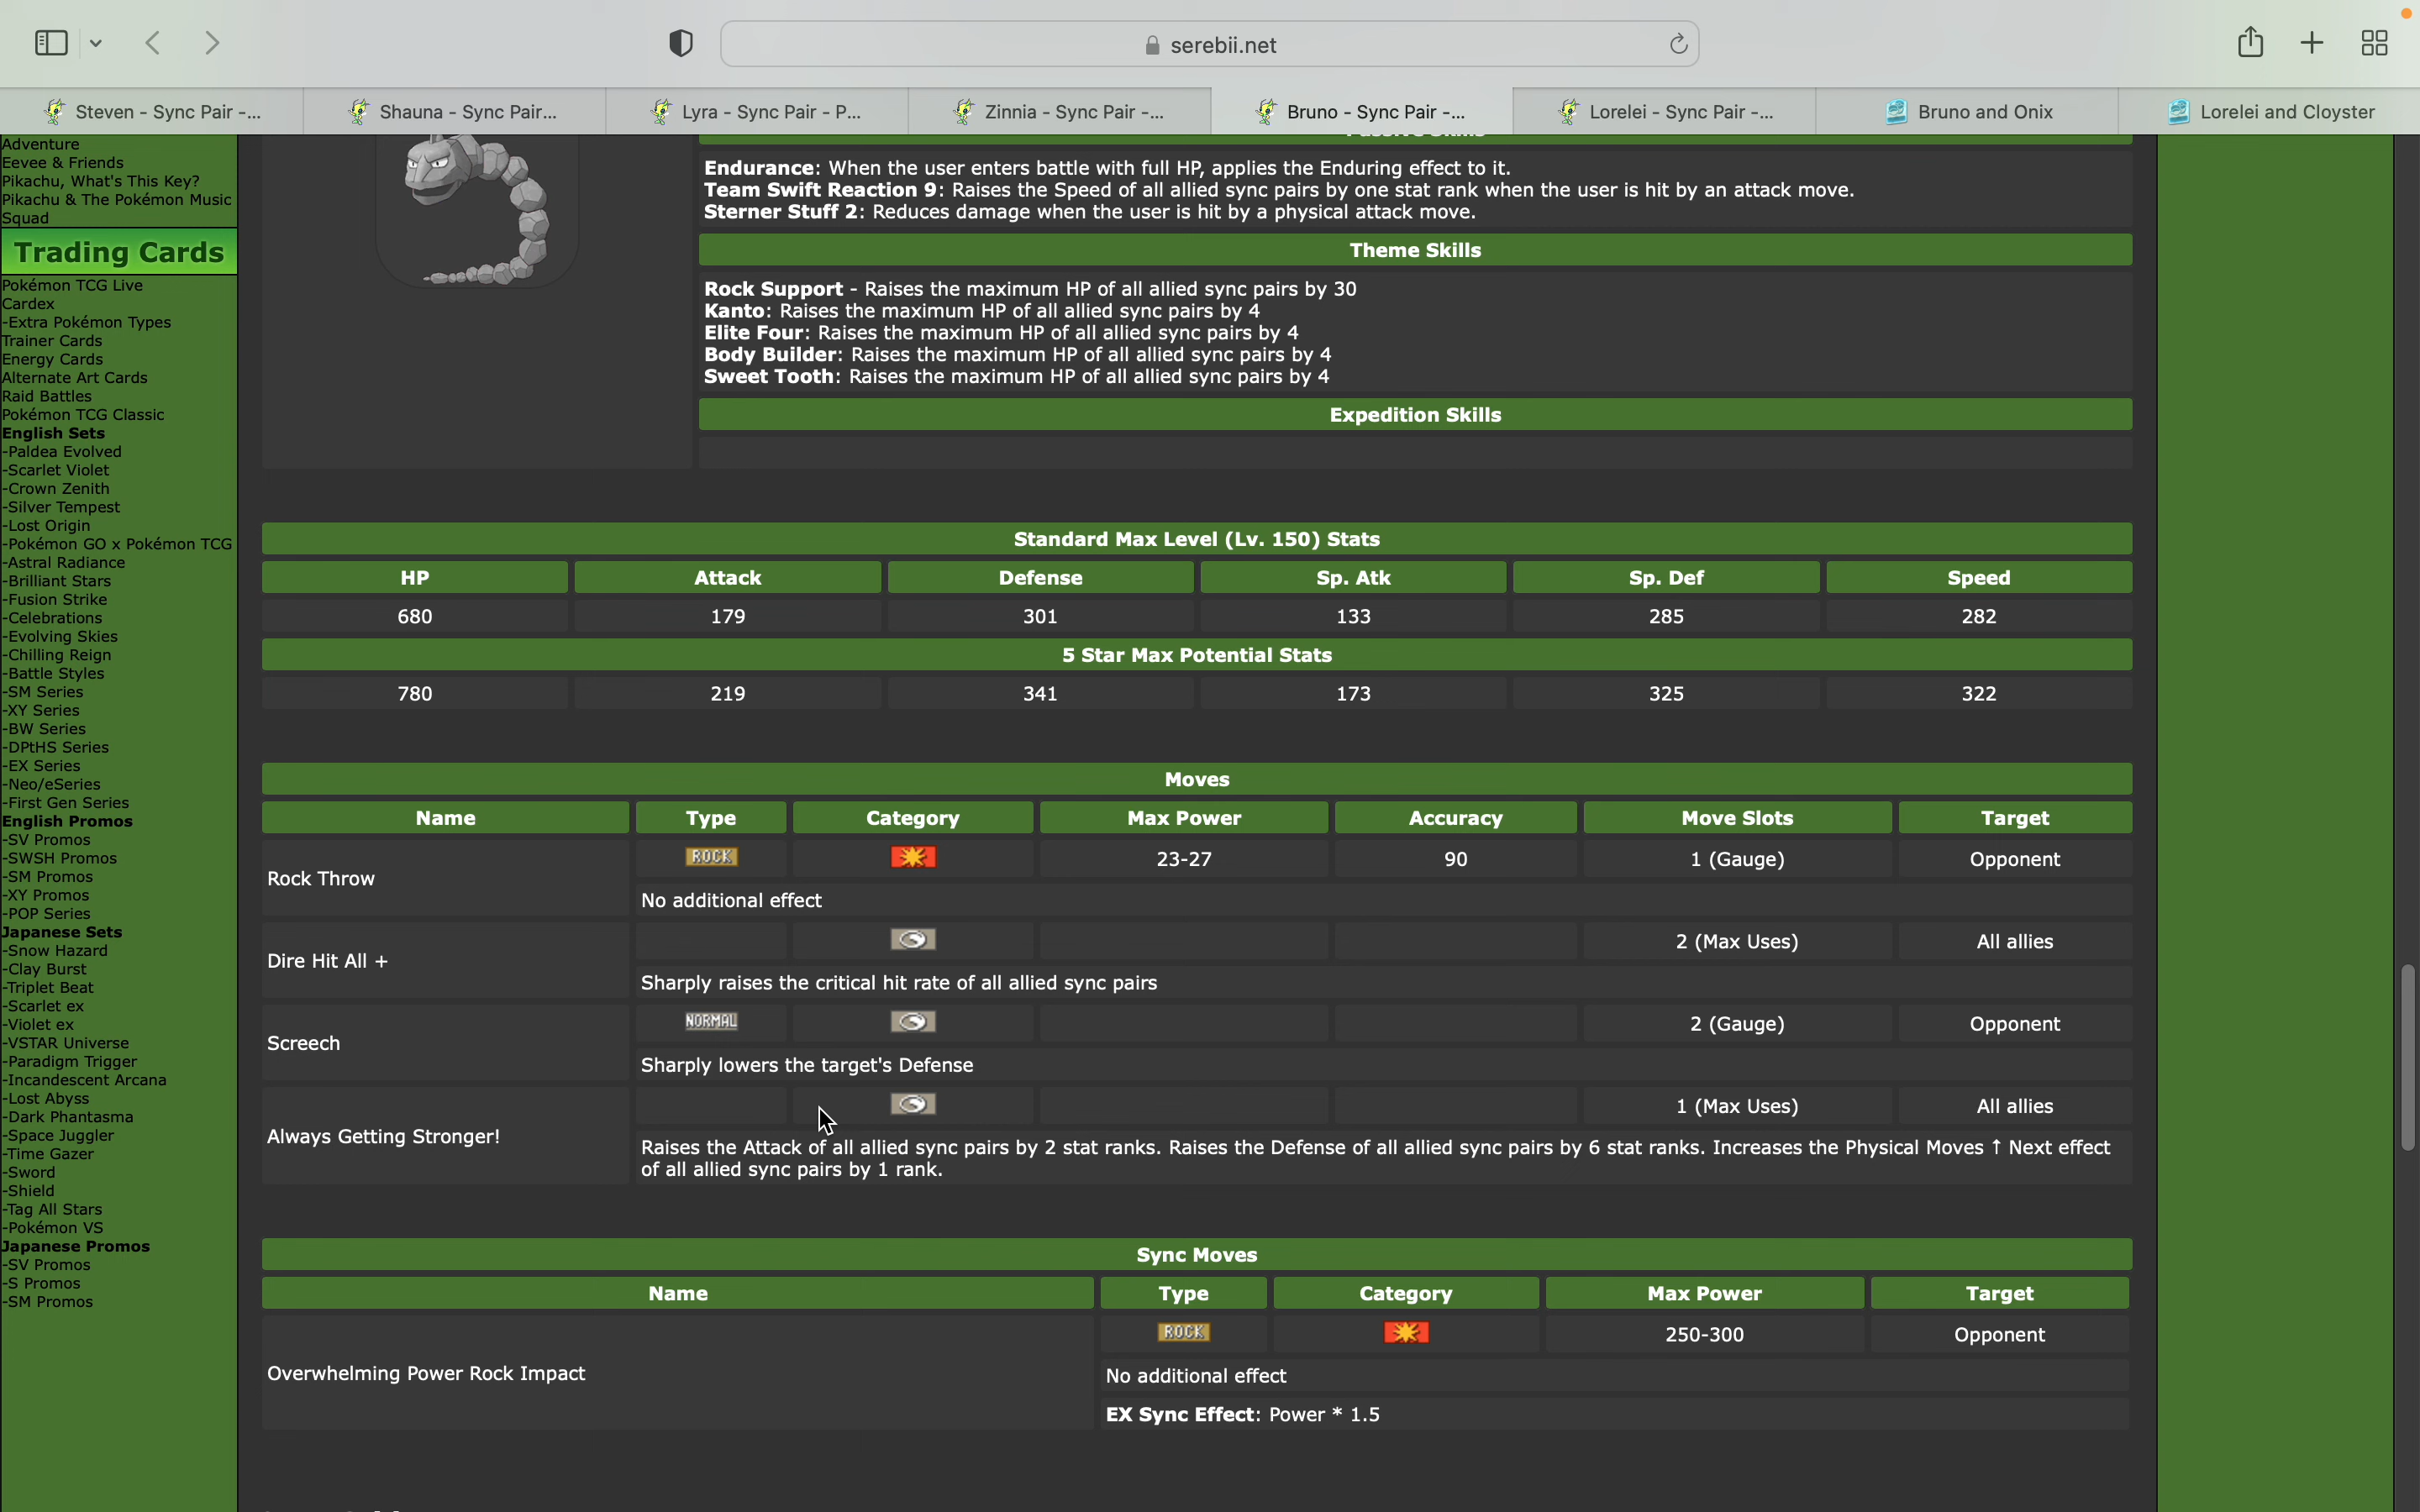 serebii.net
Steven - Sync Pair -...
Shauna - Sync Pair...
Lyra - Sync Pair - P...
Zinnia - Sync Pair -...
Bruno - Sync Pair -...
Lorelei - Sync Pair -...
Bruno and Onix
Lorelei and Cloyster
Adventure
Eevee & Friends
Pikachu, What's This Key?
Pikachu & The Pokémon Music
Squad
Trading Cards
Pokémon TCG Live
Cardex
-Extra Pokémon Types
Trainer Cards
Energy Cards
Alternate Art Cards
Raid Battles
Pokémon TCG Classic
English Sets
-Paldea Evolved
-Scarlet Violet
-Crown Zenith
-Silver Tempest
-Lost Origin
-Pokémon GO x Pokémon TCG
-Astral Radiance
-Brilliant Stars
-Fusion Strike
-Celebrations
-Evolving Skies
-Chilling Reign
-Battle Styles
-SM Series
-XY Series
-BW Series
-DPtHS Series
-EX Series
-Neo/eSeries
-First Gen Series
English Promos
-SV Promos
-SWSH Promos
-SM Promos
-XY Promos
-POP Series
Japanese Sets
-Snow Hazard
-Clay Burst
-Triplet Beat
-Scarlet ex
-Violet ex
-VSTAR Universe
-Paradigm Trigger
-Incandescent Arcana
-Lost Abyss
-Dark Phantasma
-Space Juggler
-Time Gazer
-Sword
-Shield
-Tag All Stars
-Pokémon VS
Japanese Promos
-SV Promos
-S Promos
-SM Promos
Endurance: When the user enters battle with full HP, applies the Enduring effect to it.
Team Swift Reaction 9: Raises the Speed of all allied sync pairs by one stat rank when the user is hit by an attack move.
Sterner Stuff 2: Reduces damage when the user is hit by a physical attack move.
Theme Skills
Rock Support - Raises the maximum HP of all allied sync pairs by 30
Kanto: Raises the maximum HP of all allied sync pairs by 4
Elite Four: Raises the maximum HP of all allied sync pairs by 4
Body Builder: Raises the maximum HP of all allied sync pairs by 4
Sweet Tooth: Raises the maximum HP of all allied sync pairs by 4
Expedition Skills
Standard Max Level (Lv. 150) Stats
HP Attack Defense Sp. Atk Sp. Def Speed
680 179 301 133 285 282
5 Star Max Potential Stats
780 219 341 173 325 322
Moves
Name Type Category Max Power Accuracy Move Slots Target
Rock Throw ROCK 23-27 90 1 (Gauge) Opponent
No additional effect
Dire Hit All + 2 (Max Uses) All allies
Sharply raises the critical hit rate of all allied sync pairs
Screech NORMAL 2 (Gauge) Opponent
Sharply lowers the target's Defense
Always Getting Stronger! 1 (Max Uses) All allies
Raises the Attack of all allied sync pairs by 2 stat ranks. Raises the Defense of all allied sync pairs by 6 stat ranks. Increases the Physical Moves ↑ Next effect
of all allied sync pairs by 1 rank.
Sync Moves
Name Type Category Max Power Target
Overwhelming Power Rock Impact ROCK 250-300 Opponent
No additional effect
EX Sync Effect: Power * 1.5